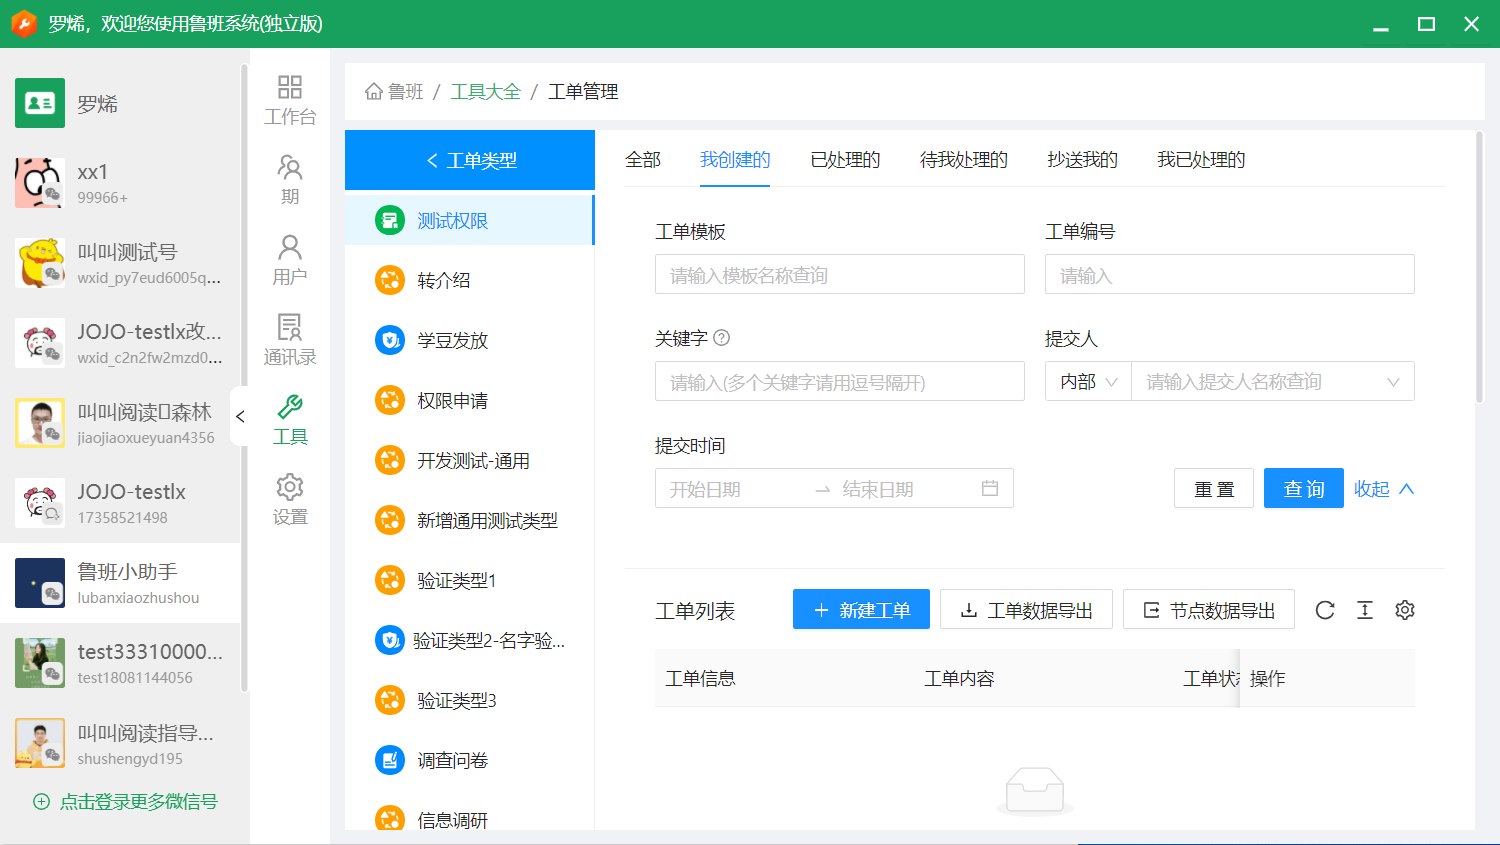 罗烯，欢迎您使用鲁班系统(独立版)
罗烯
xx1
99966+
叫叫测试号
wxid_py7eud6005q...
JOJO-testlx改...
wxid_c2n2fw2mzd0...
叫叫阅读▯森林
jiaojiaoxueyuan4356
JOJO-testlx
17358521498
鲁班小助手
lubanxiaozhushou
test33310000...
test18081144056
叫叫阅读指导...
shushengyd195
点击登录更多微信号
工作台
期
用户
通讯录
工具
设置
鲁班 / 工具大全 / 工单管理
工单类型
测试权限
转介绍
学豆发放
权限申请
开发测试-通用
新增通用测试类型
验证类型1
验证类型2-名字验...
验证类型3
调查问卷
信息调研
全部 我创建的 已处理的 待我处理的 抄送我的 我已处理的
工单模板 工单编号
请输入模板名称查询 请输入
关键字 提交人
请输入(多个关键字请用逗号隔开) 内部 请输入提交人名称查询
提交时间
开始日期 结束日期 重 置 查 询 收起
工单列表 新建工单 工单数据导出 节点数据导出
工单信息 工单内容 工单状 操作